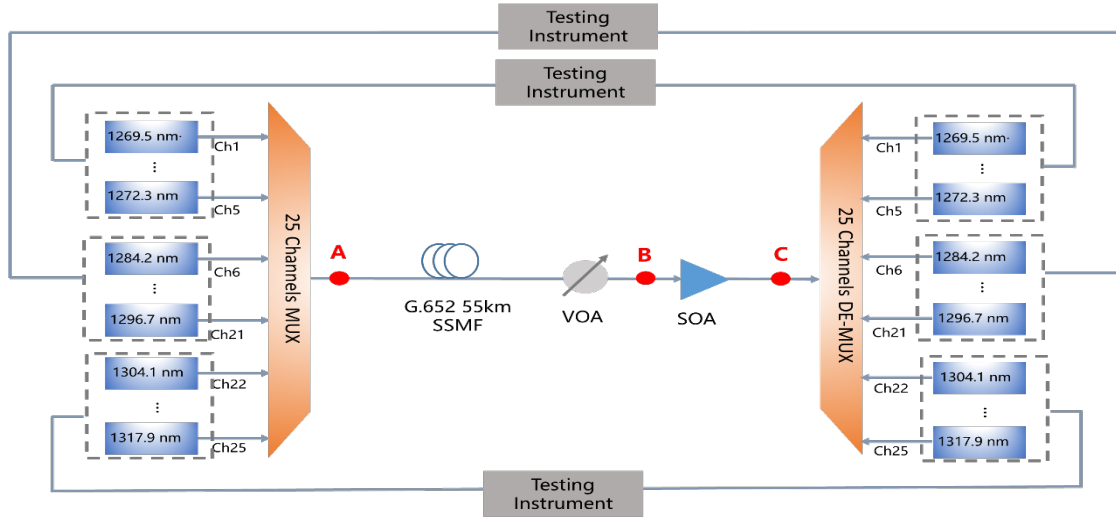 Testing
Instrument
Testing
Instrument
1269.5 nm·
Ch1
...
1272.3 nm
Ch5
1284.2 nm
Ch6
...
1296.7 nm
Ch21
1304.1 nm
Ch22
...
1317.9 nm
Ch25
25 Channels MUX
A
G.652 55km
SSMF
VOA
B
SOA
C
25 Channels DE-MUX
Ch1
1269.5 nm·
...
Ch5
1272.3 nm
Ch6
1284.2 nm
...
Ch21
1296.7 nm
Ch22
1304.1 nm
...
Ch25
1317.9 nm
Testing
Instrument